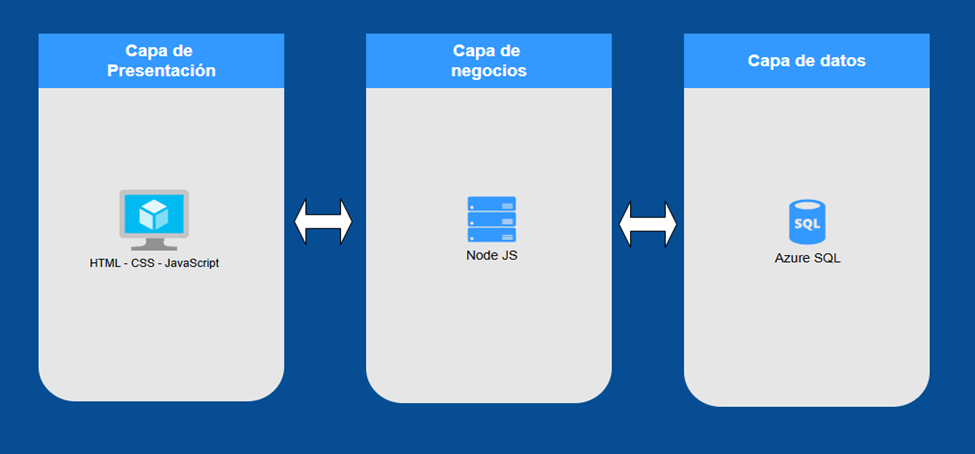 Capa de
Presentación
HTML - CSS - JavaScript
Capa de
negocios
Node JS
Capa de datos
SQL
Azure SQL